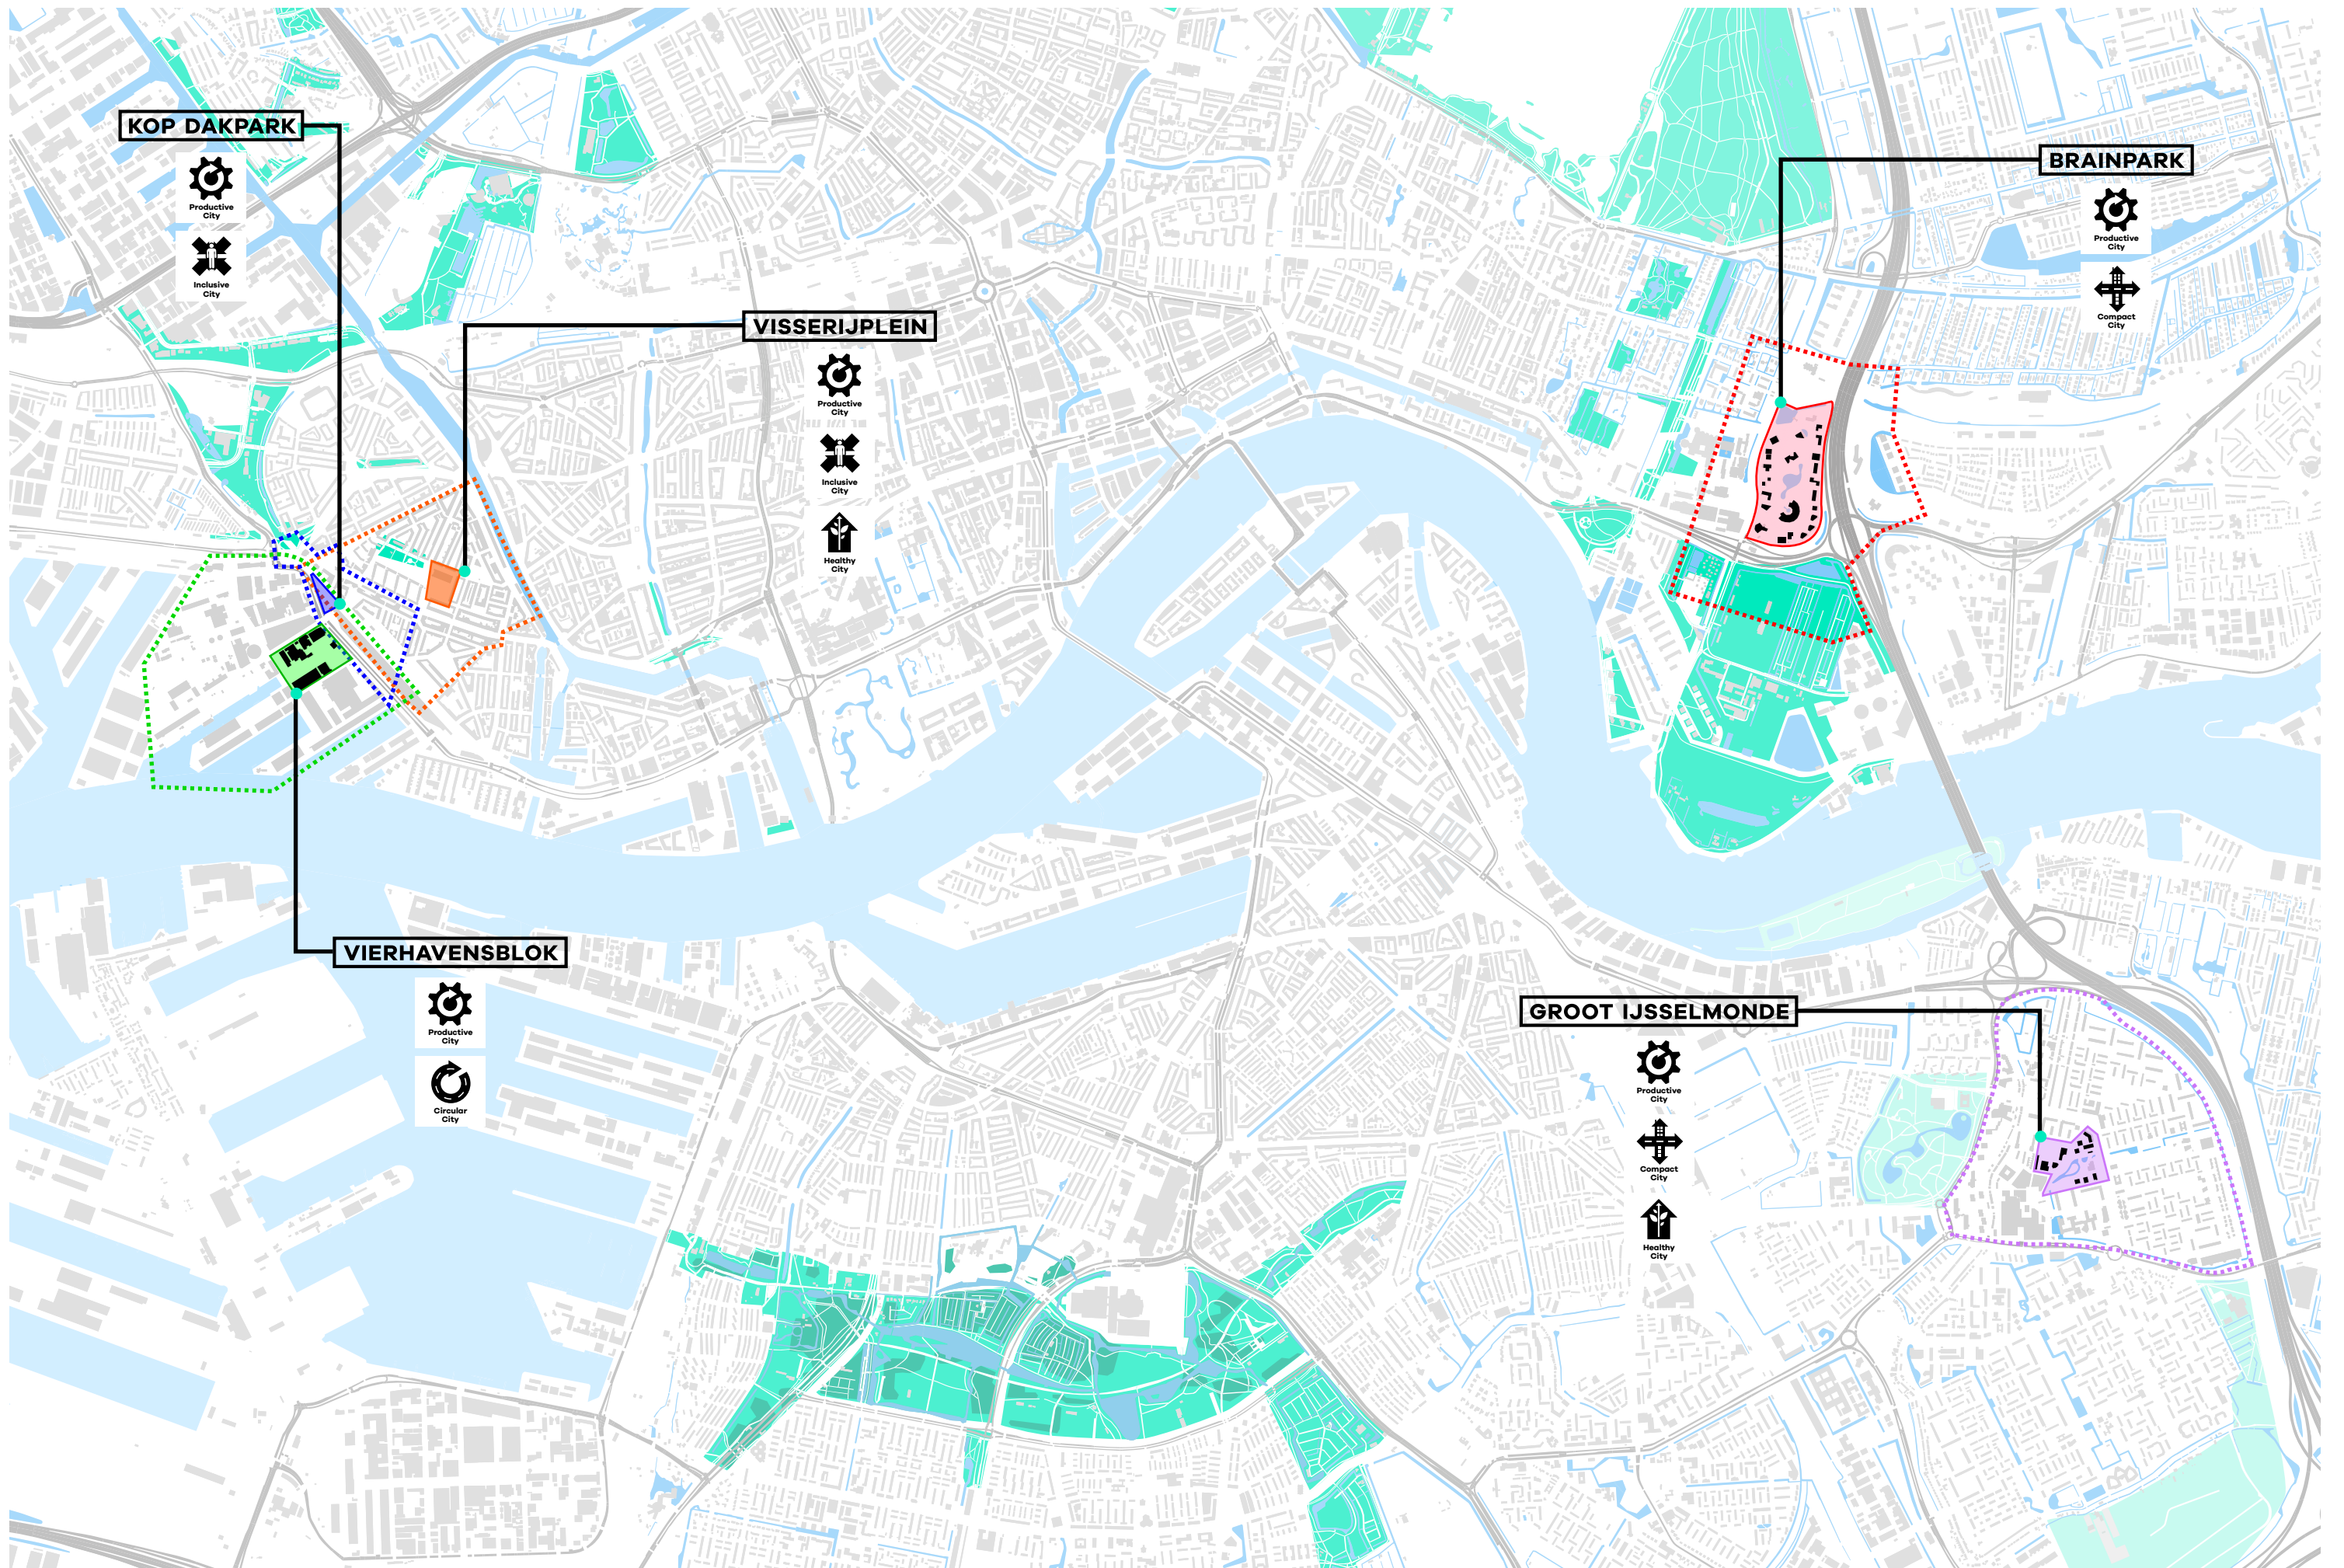 KOP DAKPARK
Productive
City
Inclusive
City
VISSERIJPLEIN
Productive
City
Inclusive
City
Healthy
City
BRAINPARK
Productive
City
Compact
City
VIERHAVENSBLOK
Productive
City
Circular
City
GROOT IJSSELMONDE
Productive
City
Compact
City
Healthy
City